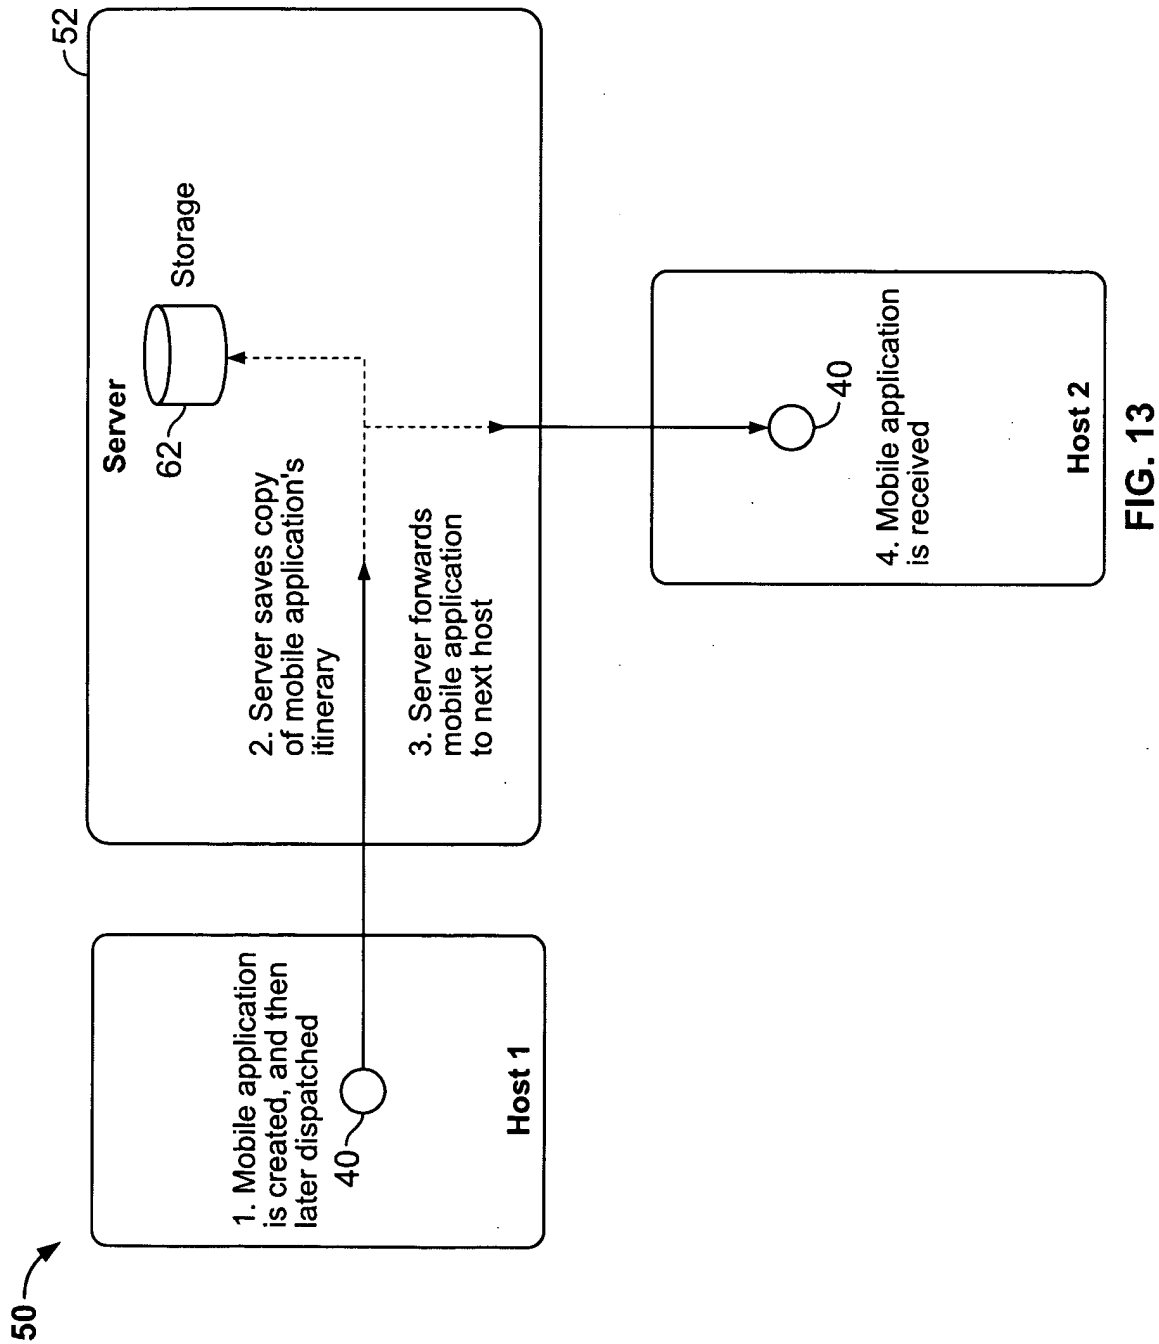 50
1. Mobile application
is created, and then
later dispatched
40
Host 1
52
Server
62
Storage
2. Server saves copy
of mobile application's
itinerary
3. Server forwards
mobile application
to next host
40
4. Mobile application
is received
Host 2
FIG. 13